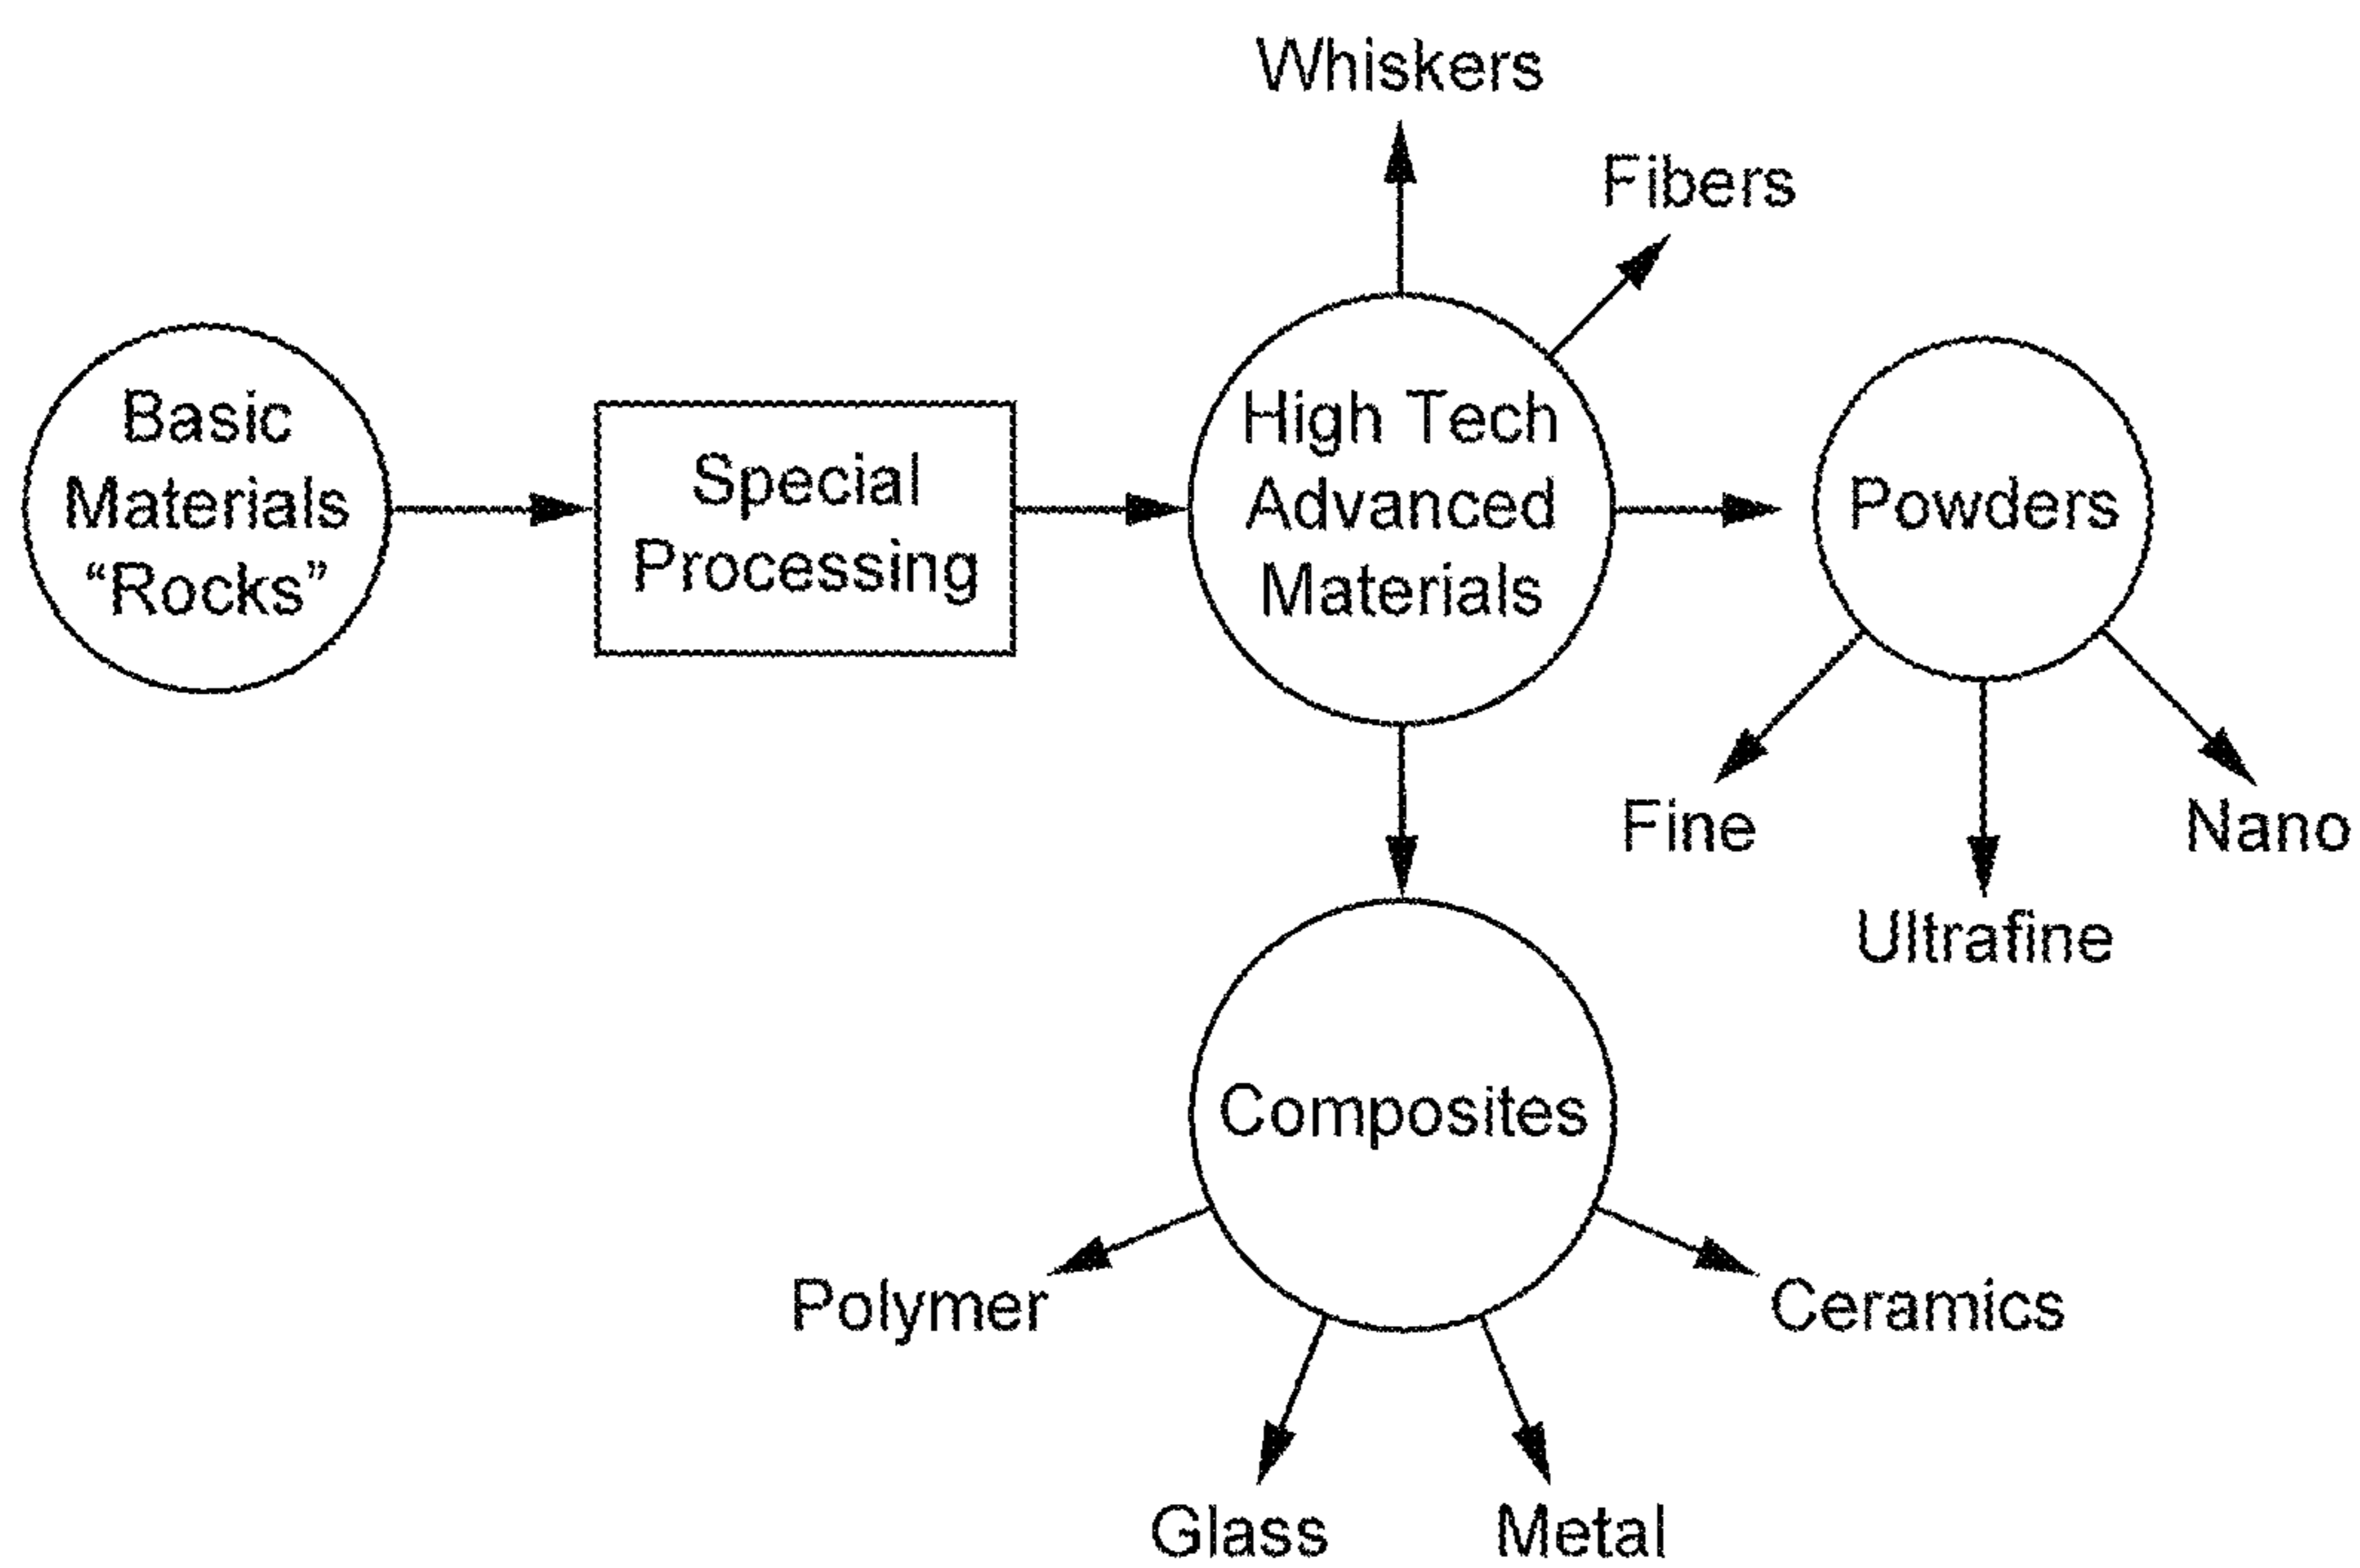 Whiskers
Fibers
Basic
Materials
“Rocks”
Special
Processing
High Tech
Advanced
Materials
Powders
Fine
Ultrafine
Nano
Composites
Polymer
Glass
Metal
Ceramics